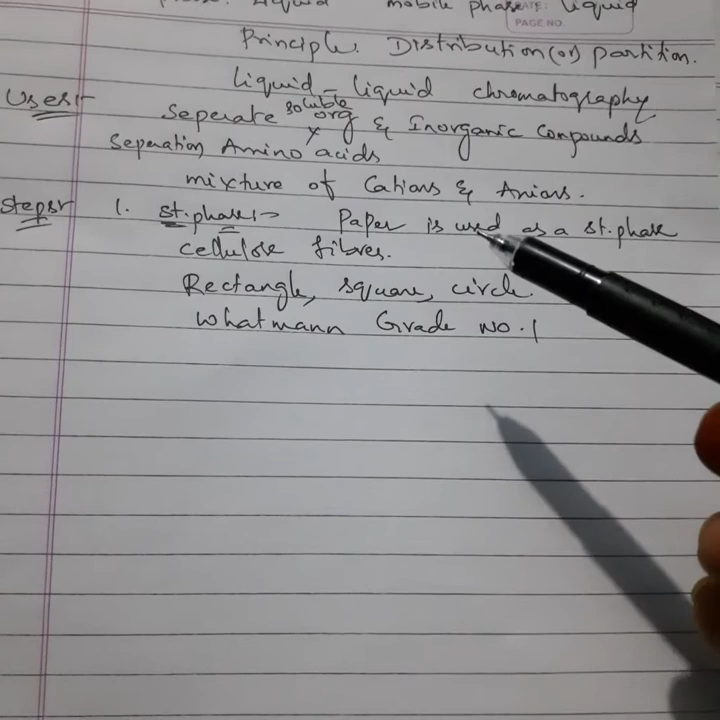 Liquid mobile phase: Liquid
PAGE NO.
Principle. Distribution (or) partition.
Liquid - liquid chromatography
Uses:-
Seperate soluble org & Inorganic Compounds
Seperation Amino acids
mixture of Cations & Anions.
Steps:-
1. st.phase:- Paper is used as a st.phase
cellulose fibres.
Rectangle, square, circle.
Whatmann Grade No. 1